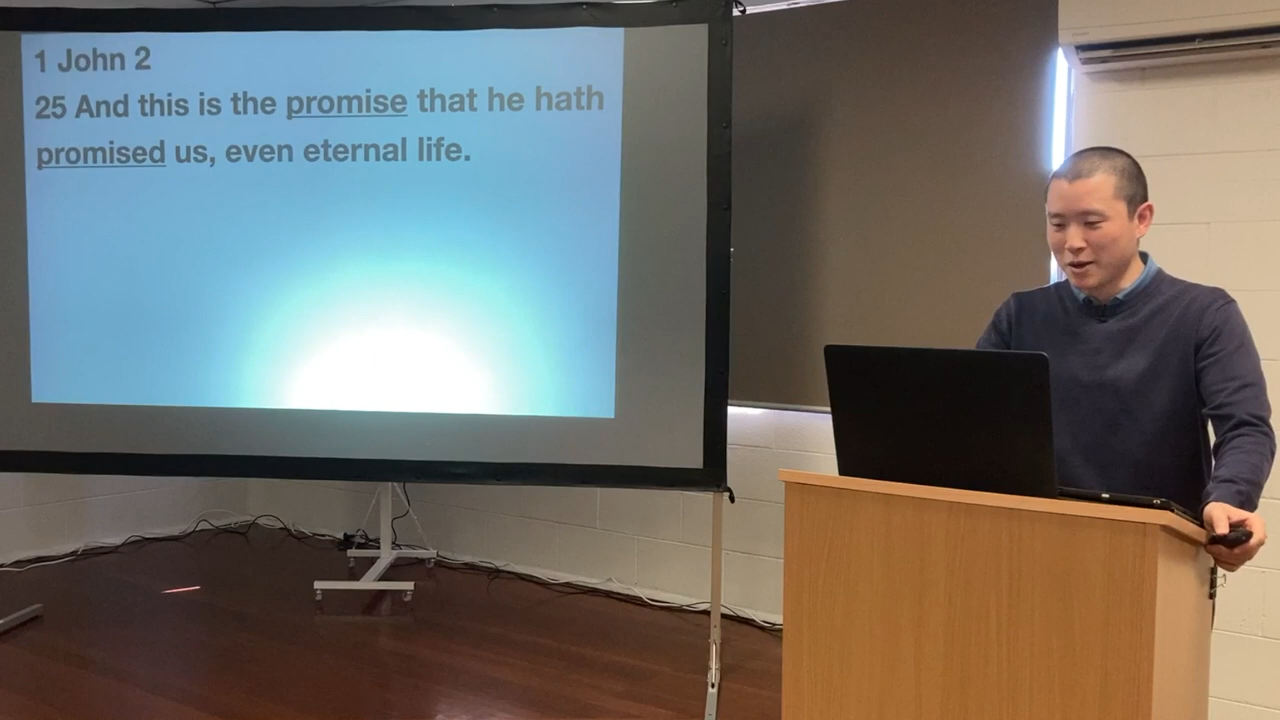 1 John 2
25 And this is the promise that he hath
promised us, even eternal life.